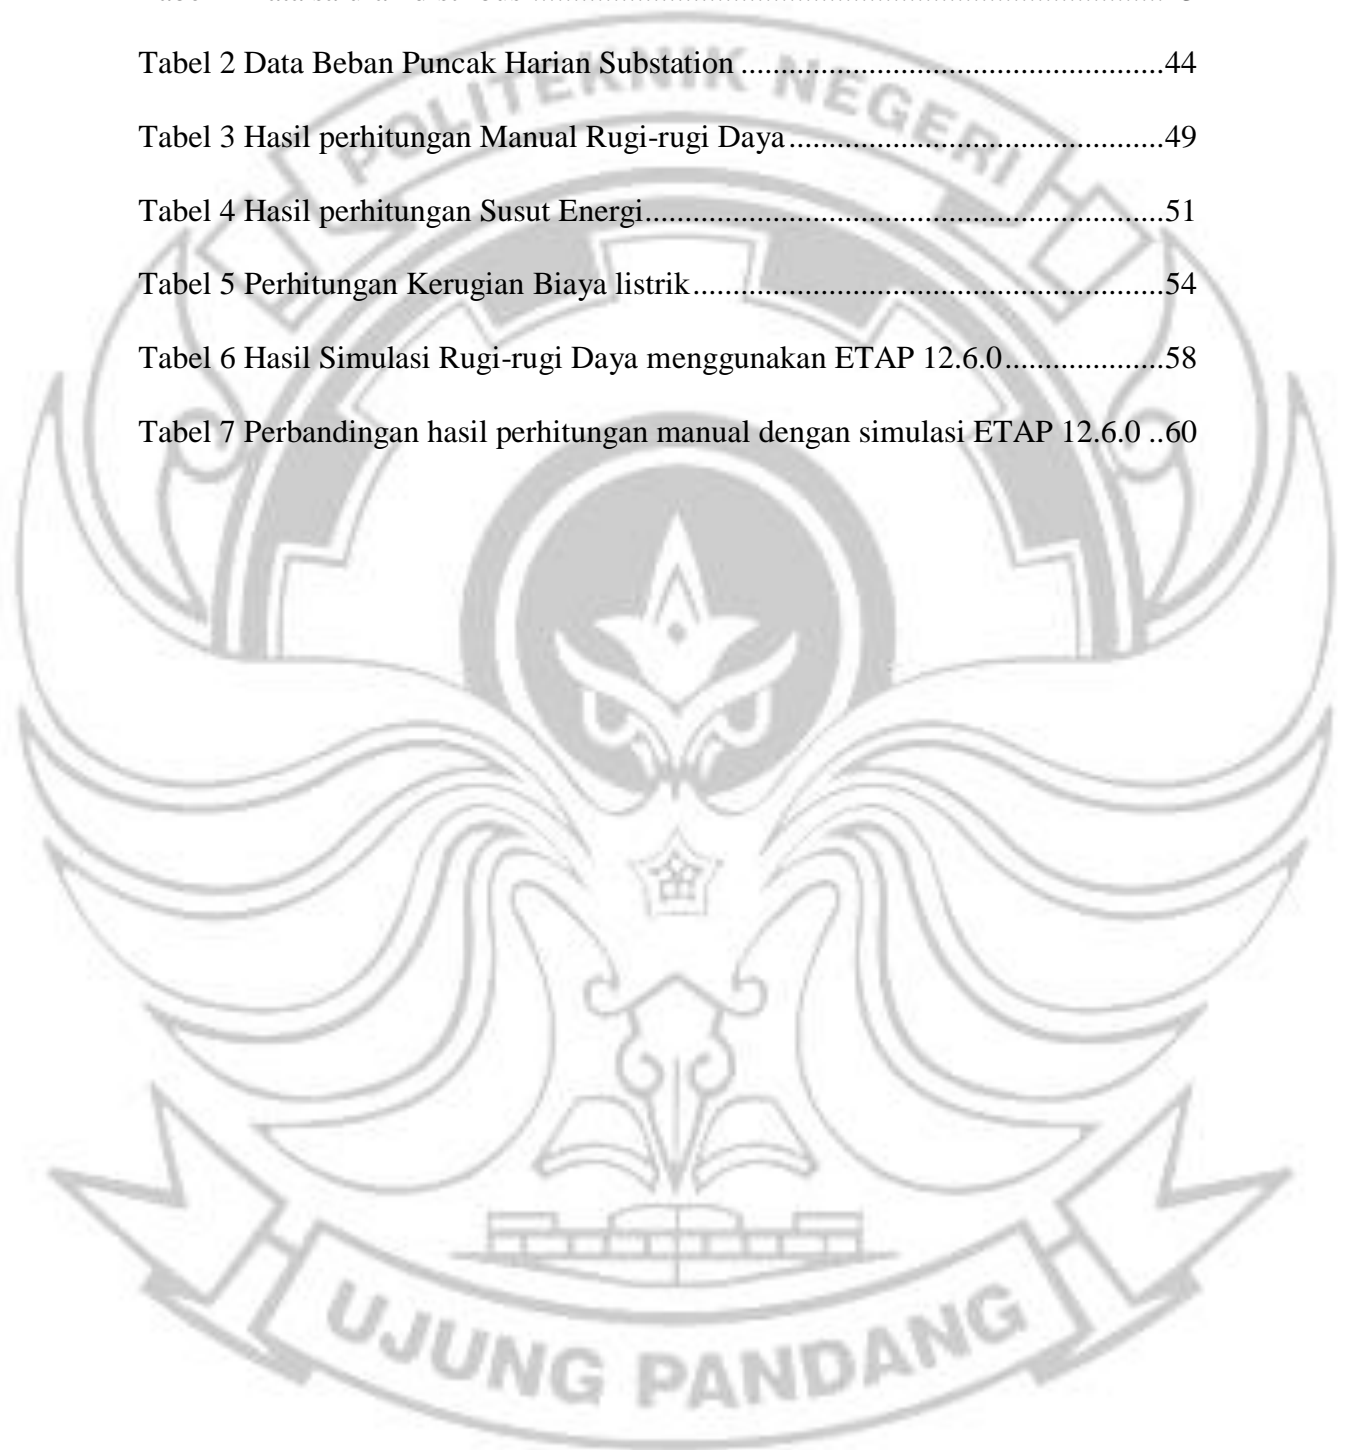 Tabel 2 Data Beban Puncak Harian Substation ....................................................44
Tabel 3 Hasil perhitungan Manual Rugi-rugi Daya ..............................................49
Tabel 4 Hasil perhitungan Susut Energi................................................................51
Tabel 5 Perhitungan Kerugian Biaya listrik..........................................................54
Tabel 6 Hasil Simulasi Rugi-rugi Daya menggunakan ETAP 12.6.0....................58
Tabel 7 Perbandingan hasil perhitungan manual dengan simulasi ETAP 12.6.0 ..60
POLITEKNIK NEGERI
UJUNG PANDANG